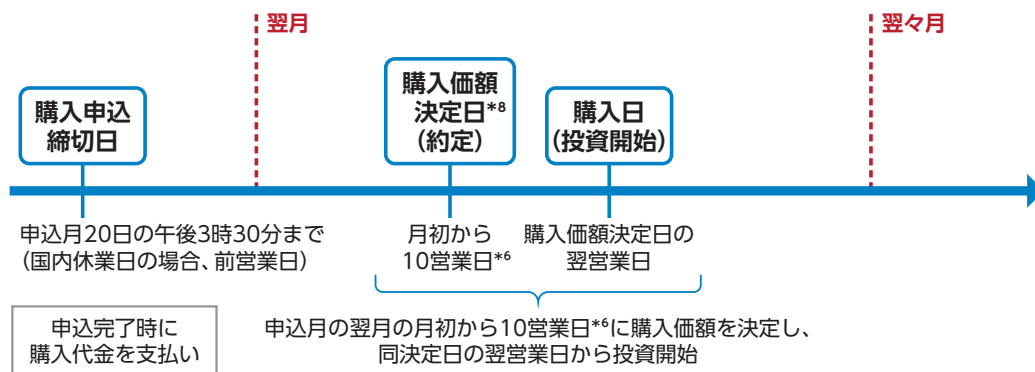 翌月
翌々月
購入申込
締切日
購入価額
決定日*8
(約定)
購入日
(投資開始)
申込月20日の午後3時30分まで
(国内休業日の場合、前営業日)
月初から
10営業日*6
購入価額決定日の
翌営業日
申込完了時に
購入代金を支払い
申込月の翌月の月初から10営業日*6に購入価額を決定し、
同決定日の翌営業日から投資開始